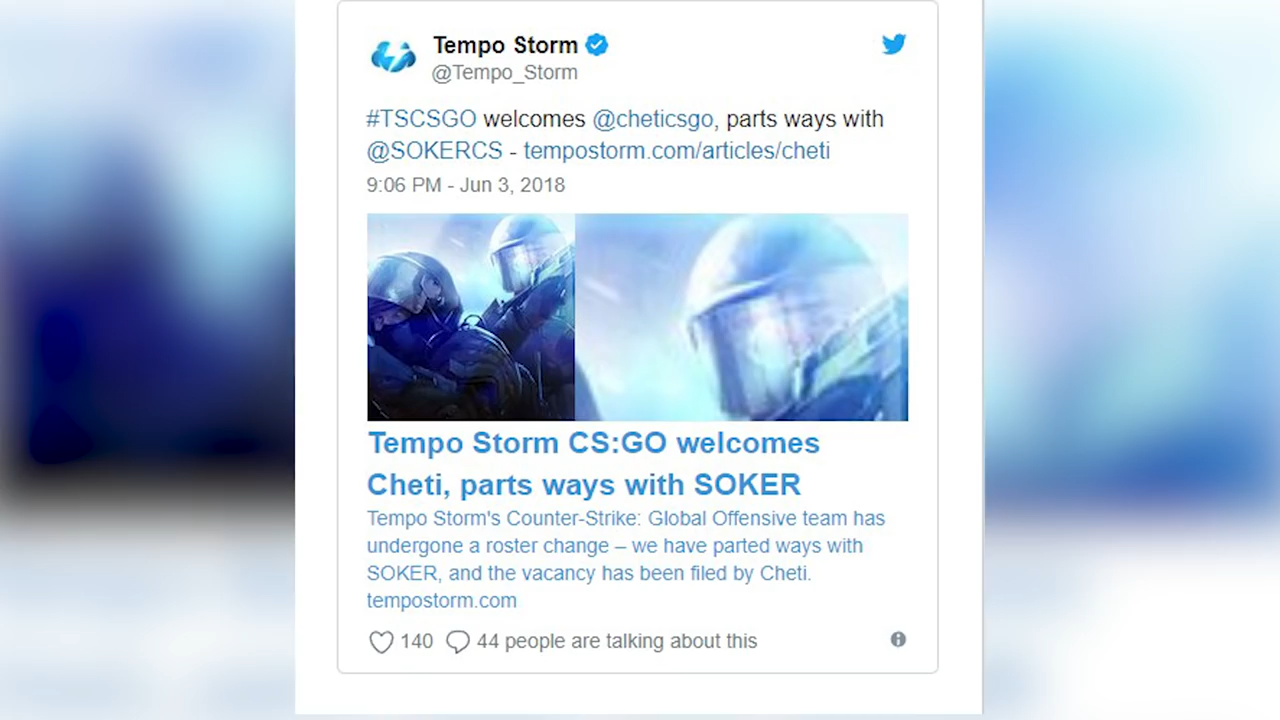 Tempo Storm
@Tempo_Storm
#TSCSGO welcomes @cheticsgo, parts ways with
@SOKERCS - tempostorm.com/articles/cheti
9:06 PM - Jun 3, 2018
Tempo Storm CS:GO welcomes
Cheti, parts ways with SOKER
Tempo Storm's Counter-Strike: Global Offensive team has
undergone a roster change – we have parted ways with
SOKER, and the vacancy has been filed by Cheti.
tempostorm.com
140 44 people are talking about this